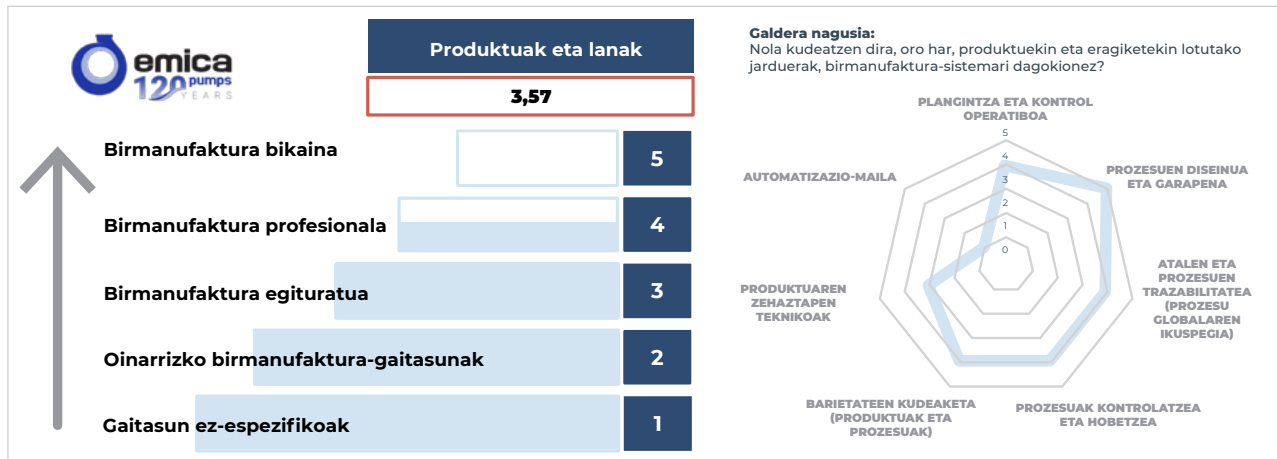 emica
120 pumps
YEARS
Produktuak eta lanak
3,57
Birmanufaktura bikaina
5
Birmanufaktura profesionala
4
Birmanufaktura egituratua
3
Oinarrizko birmanufaktura-gaitasunak
2
Gaitasun ez-espezifikoak
1
Galdera nagusia:
Nola kudeatzen dira, oro har, produktuekin eta eragiketekin lotutako
jarduerak, birmanufaktura-sistemari dagokionez?
PLANGINTZA ETA KONTROL
OPERATIBOA
5
4
3
2
1
0
PROZESUEN DISEINUA
ETA GARAPENA
ATALEN ETA
PROZESUEN
TRAZABILITATEA
(PROZESU
GLOBALAREN
IKUSPEGIA)
PROZESUAK KONTROLATZEA
ETA HOBETZEA
BARIETATEEN KUDEAKETA
(PRODUKTUAK ETA
PROZESUAK)
PRODUKTUAREN
ZEHAZTAPEN
TEKNIKOAK
AUTOMATIZAZIO-MAILA